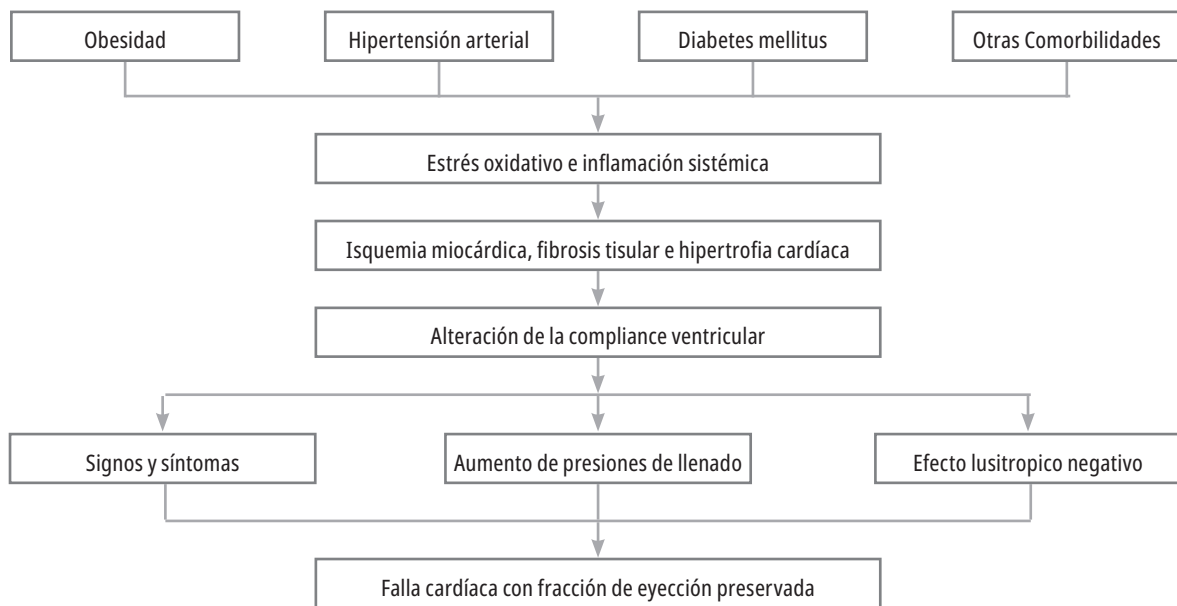 Obesidad
Hipertensión arterial
Diabetes mellitus
Otras Comorbilidades
Estrés oxidativo e inflamación sistémica
Isquemia miocárdica, fibrosis tisular e hipertrofia cardíaca
Alteración de la compliance ventricular
Signos y síntomas
Aumento de presiones de llenado
Efecto lusitropico negativo
Falla cardíaca con fracción de eyección preservada